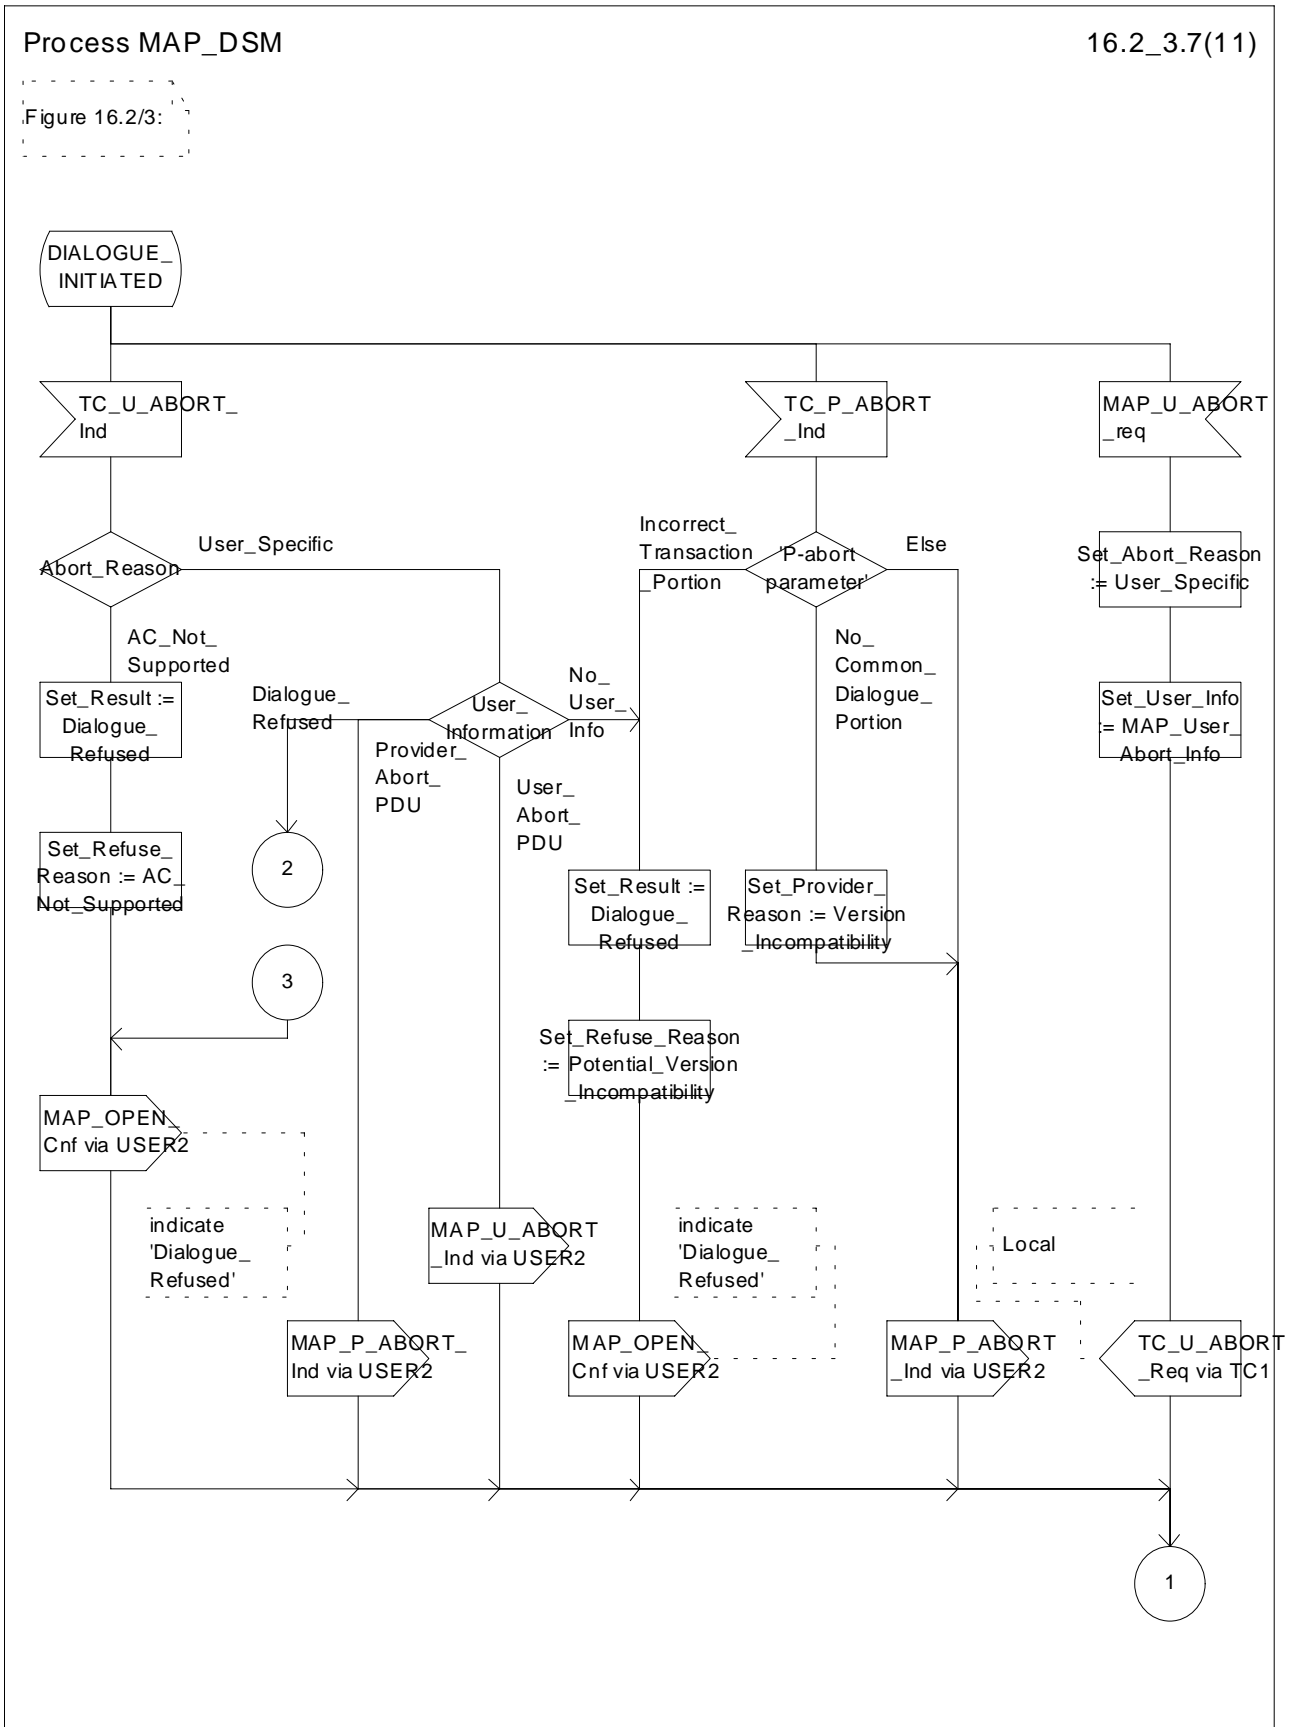 Process MAP_DSM
16.2_3.7(11)
Figure 16.2/3:
DIALOGUE_
INITIATED
TC_U_ABORT_
Ind
TC_P_ABORT
_Ind
MAP_U_ABORT
_req
Abort_Reason
User_Specific
Incorrect_
Transaction
_Portion
'P-abort
parameter'
Else
Set_Abort_Reason
:= User_Specific
AC_Not_
Supported
No_
Common_
Dialogue_
Portion
Set_Result :=
Dialogue_
Refused
Dialogue_
Refused
User_
Information
No_
User_
Info
Set_User_Info
:= MAP_User_
Abort_Info
Provider_
Abort_
PDU
User_
Abort_
PDU
Set_Refuse_
Reason := AC_
Not_Supported
2
Set_Result :=
Dialogue_
Refused
Set_Provider_
Reason := Version
_Incompatibility
3
Set_Refuse_Reason
:= Potential_Version
_Incompatibility
MAP_OPEN_
Cnf via USER2
indicate
'Dialogue_
Refused'
MAP_U_ABORT
_Ind via USER2
indicate
'Dialogue_
Refused'
Local
MAP_P_ABORT_
Ind via USER2
MAP_OPEN_
Cnf via USER2
MAP_P_ABORT
_Ind via USER2
TC_U_ABORT
_Req via TC1
1